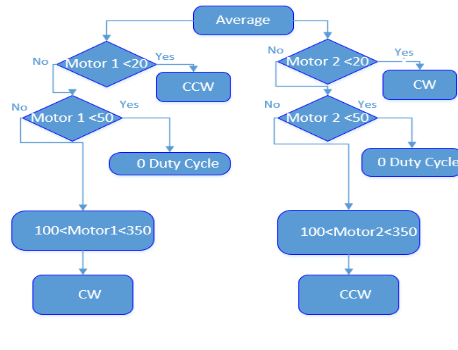 Average
No
Motor 1 <20
Yes
CCW
No
Motor 1 <50
Yes
0 Duty Cycle
100<Motor1<350
CW
No
Motor 2 <20
Yes
CW
No
Motor 2 <50
Yes
0 Duty Cycle
100<Motor2<350
CCW